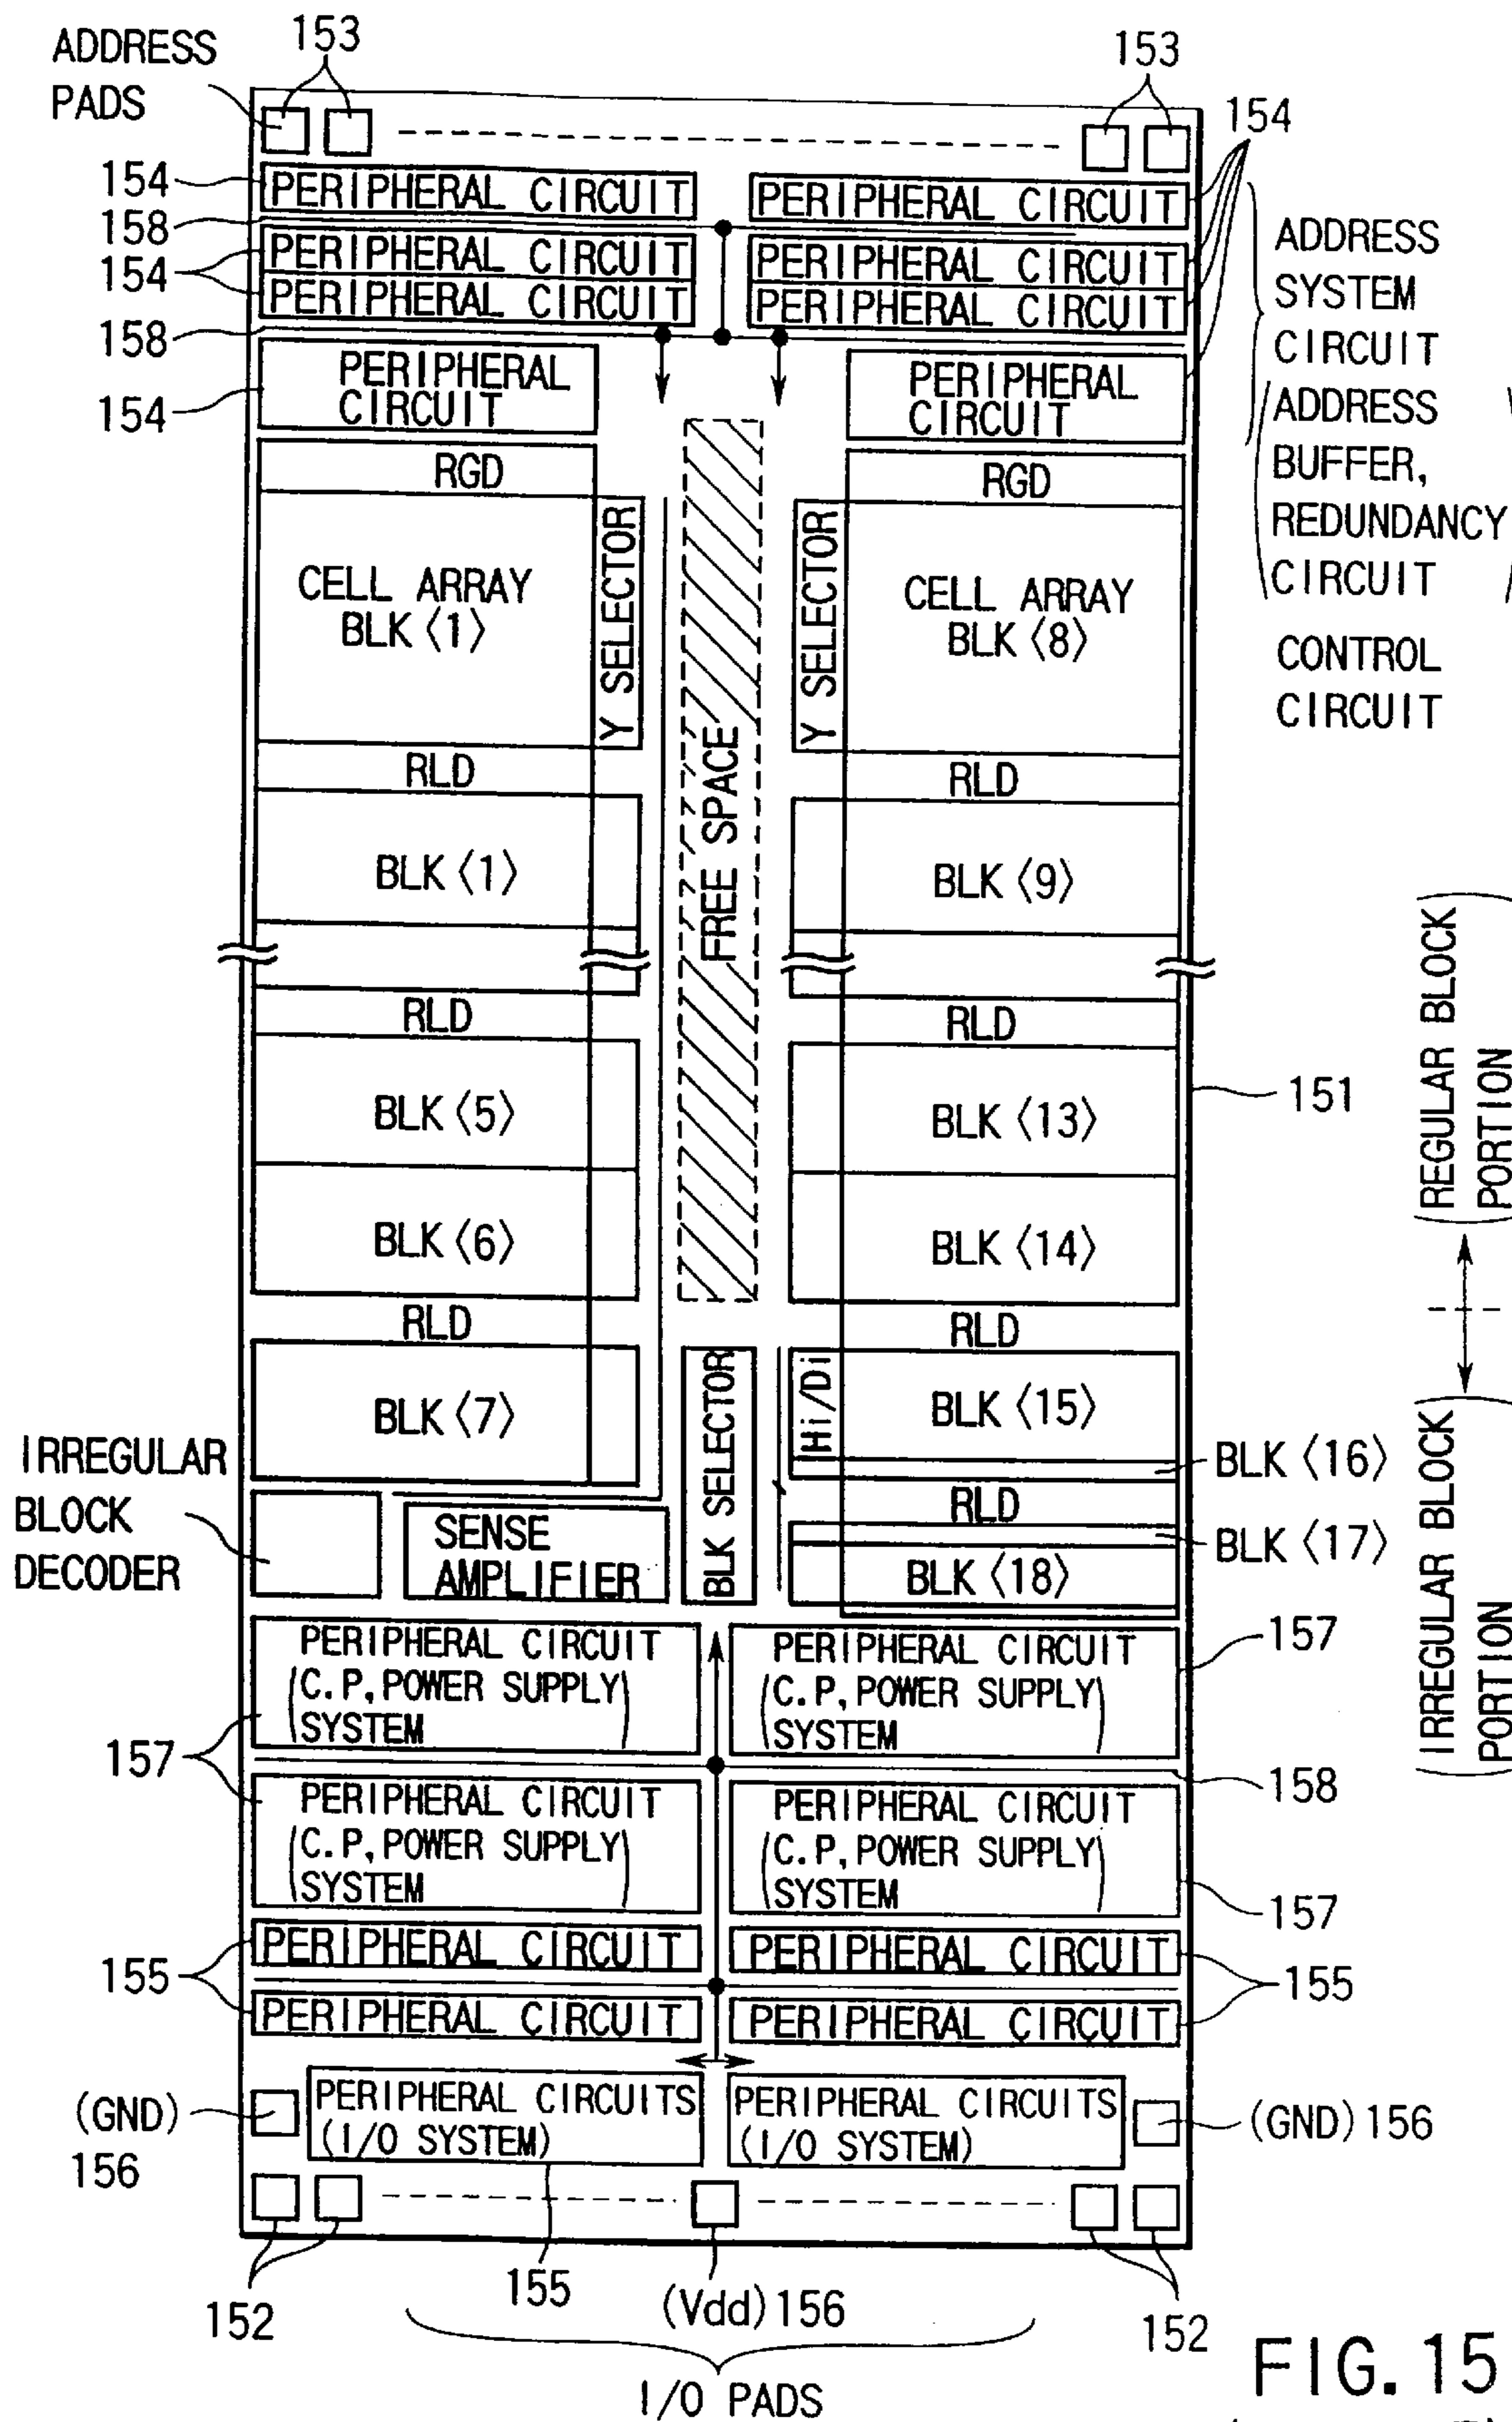 ADDRESS
PADS
153
153
154
154
PERIPHERAL CIRCUIT
PERIPHERAL CIRCUIT
158
154
PERIPHERAL CIRCUIT
PERIPHERAL CIRCUIT
PERIPHERAL CIRCUIT
PERIPHERAL CIRCUIT
158
154
PERIPHERAL
CIRCUIT
PERIPHERAL
CIRCUIT
ADDRESS
SYSTEM
CIRCUIT
(ADDRESS
BUFFER,
REDUNDANCY
CIRCUIT)
CONTROL
CIRCUIT
RGD
RGD
CELL ARRAY
BLK〈1〉
Y SELECTOR
FREE SPACE
Y SELECTOR
CELL ARRAY
BLK〈8〉
RLD
RLD
BLK〈1〉
BLK〈9〉
RLD
RLD
BLK〈5〉
BLK〈13〉
151
BLK〈6〉
BLK〈14〉
RLD
RLD
(REGULAR BLOCK
PORTION
BLK〈7〉
BLK SELECTOR
Hi/Di
BLK〈15〉
BLK〈16〉
RLD
BLK〈17〉
BLK〈18〉
(IRREGULAR BLOCK
PORTION
IRREGULAR
BLOCK
DECODER
SENSE
AMPLIFIER
PERIPHERAL CIRCUIT
(C.P, POWER SUPPLY
SYSTEM)
PERIPHERAL CIRCUIT
(C.P, POWER SUPPLY
SYSTEM)
157
157
158
PERIPHERAL CIRCUIT
(C.P, POWER SUPPLY
SYSTEM)
PERIPHERAL CIRCUIT
(C.P, POWER SUPPLY
SYSTEM)
157
PERIPHERAL CIRCUIT
PERIPHERAL CIRCUIT
155
155
PERIPHERAL CIRCUIT
PERIPHERAL CIRCUIT
(GND)
156
PERIPHERAL CIRCUITS
(I/O SYSTEM)
PERIPHERAL CIRCUITS
(I/O SYSTEM)
(GND) 156
152
155
(Vdd) 156
152
I/O PADS
FIG. 15